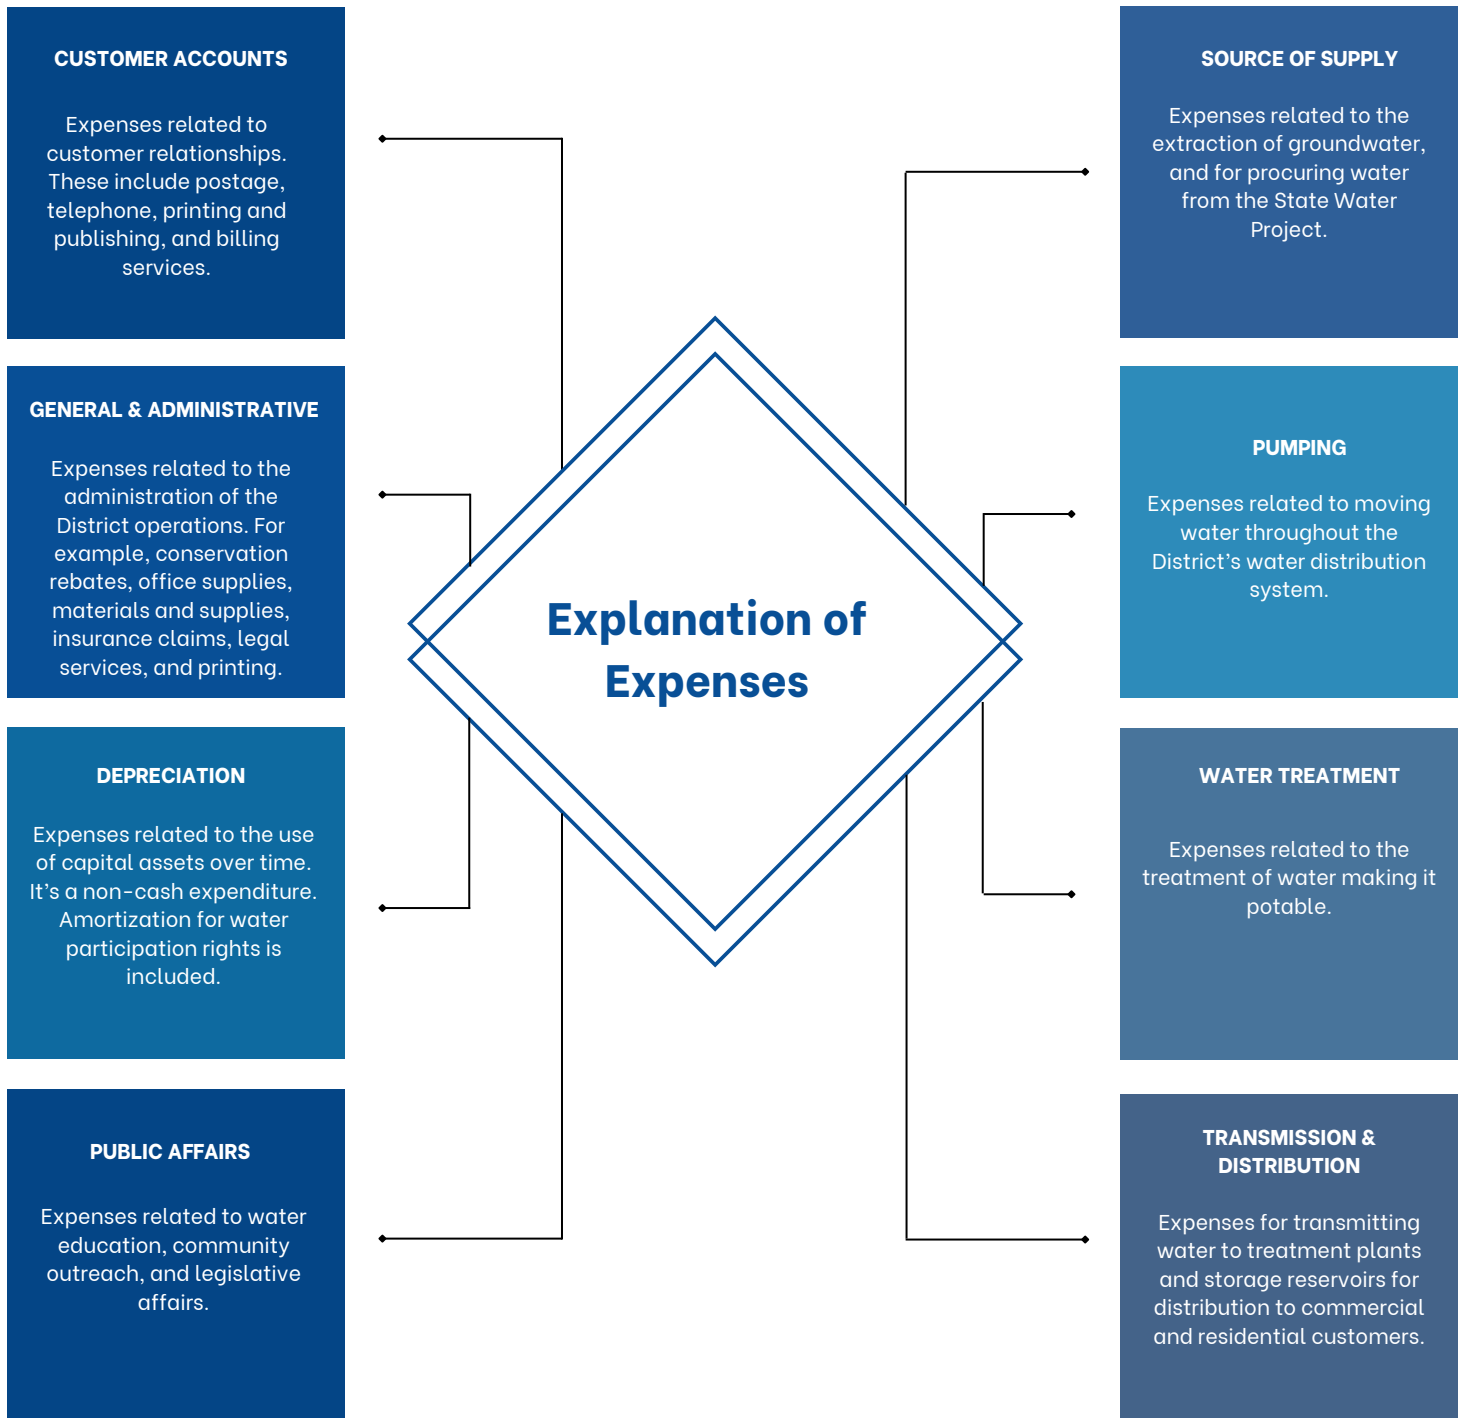 CUSTOMER ACCOUNTS
Expenses related to
customer relationships.
These include postage,
telephone, printing and
publishing, and billing
services.
GENERAL & ADMINISTRATIVE
Expenses related to the
administration of the
District operations. For
example, conservation
rebates, office supplies,
materials and supplies,
insurance claims, legal
services, and printing.
DEPRECIATION
Expenses related to the use
of capital assets over time.
It’s a non-cash expenditure.
Amortization for water
participation rights is
included.
PUBLIC AFFAIRS
Expenses related to water
education, community
outreach, and legislative
affairs.
Explanation of
Expenses
SOURCE OF SUPPLY
Expenses related to the
extraction of groundwater,
and for procuring water
from the State Water
Project.
PUMPING
Expenses related to moving
water throughout the
District’s water distribution
system.
WATER TREATMENT
Expenses related to the
treatment of water making it
potable.
TRANSMISSION &
DISTRIBUTION
Expenses for transmitting
water to treatment plants
and storage reservoirs for
distribution to commercial
and residential customers.